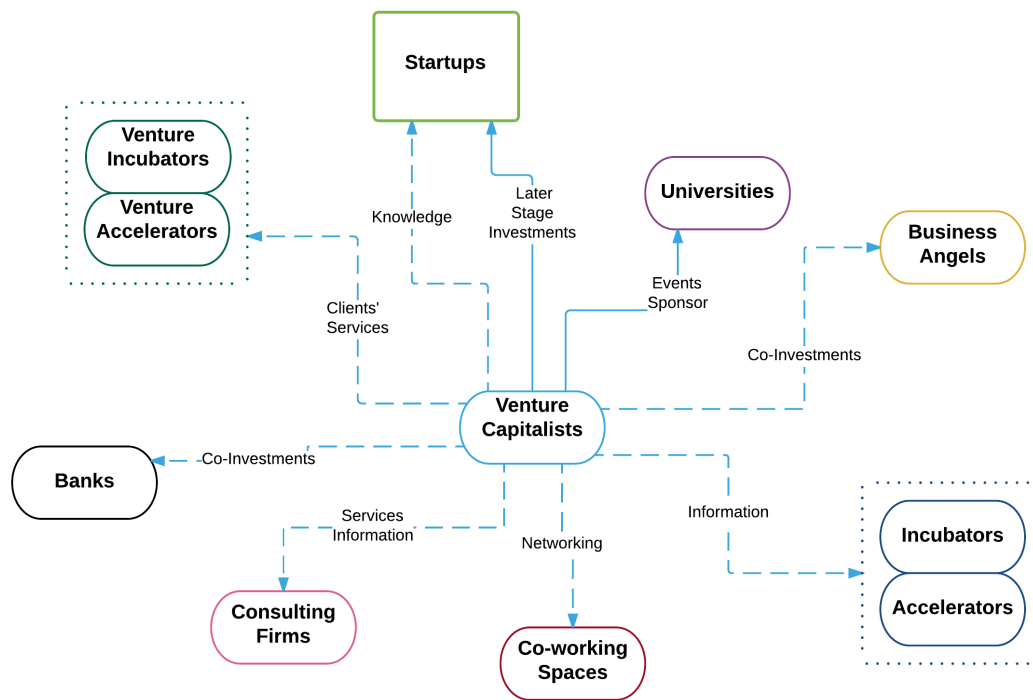 Startups
Venture
Incubators
Venture
Accelerators
Universities
Business
Angels
Knowledge
Later
Stage
Investments
Events
Sponsor
Clients'
Services
Co-Investments
Venture
Capitalists
Banks
Co-Investments
Services
Information
Networking
Information
Incubators
Accelerators
Consulting
Firms
Co-working
Spaces